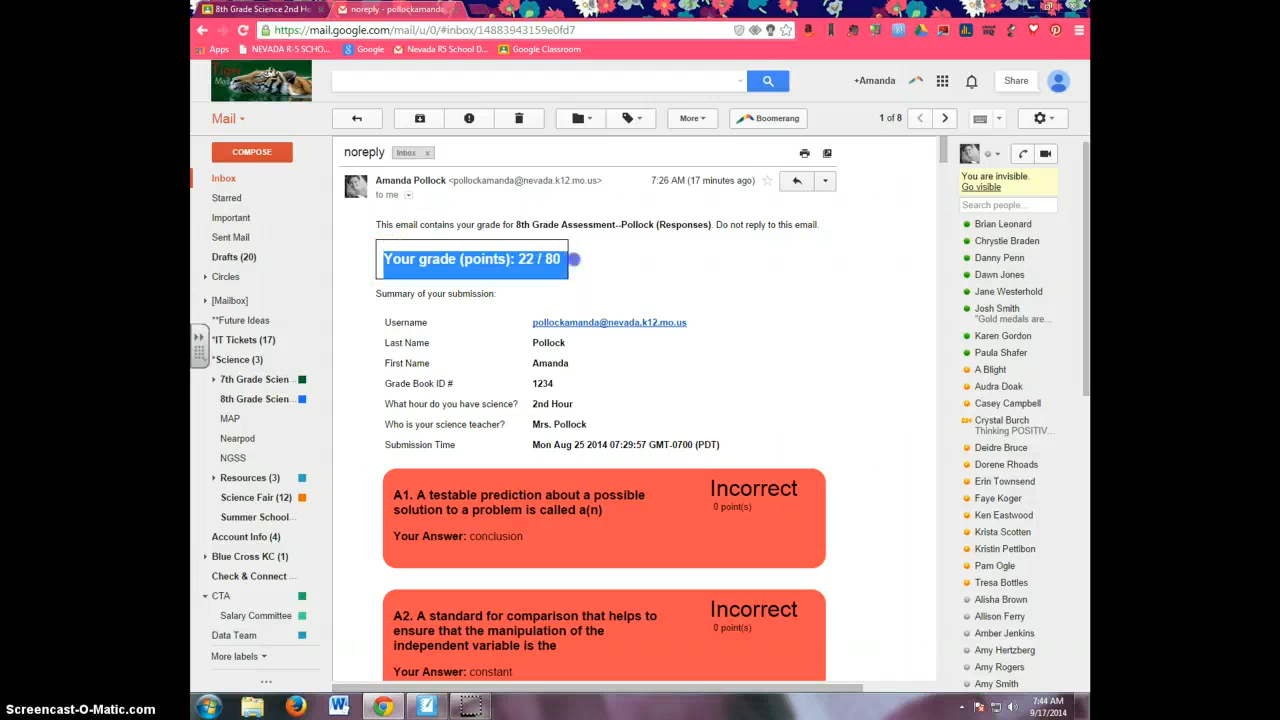 8th Grade Science 2nd Ho
noreply - pollockamanda
https://mail.google.com/mail/u/0/#inbox/14883943159e0fd7
Apps
NEVADA R-5 SCHO...
Google
Nevada R5 School D...
Google Classroom
Tiger
Mail
+Amanda
Share
Mail
More
Boomerang
1 of 8
COMPOSE
Inbox
Starred
Important
Sent Mail
Drafts (20)
Circles
[Mailbox]
**Future Ideas
*IT Tickets (17)
*Science (3)
7th Grade Scien...
8th Grade Scien...
MAP
Nearpod
NGSS
Resources (3)
Science Fair (12)
Summer School...
Account Info (4)
Blue Cross KC (1)
Check & Connect ...
CTA
Salary Committee
Data Team
More labels
noreply
Inbox x
Amanda Pollock <pollockamanda@nevada.k12.mo.us>
7:26 AM (17 minutes ago)
to me
This email contains your grade for 8th Grade Assessment--Pollock (Responses). Do not reply to this email.
Your grade (points): 22 / 80
Summary of your submission:
Username pollockamanda@nevada.k12.mo.us
Last Name Pollock
First Name Amanda
Grade Book ID # 1234
What hour do you have science? 2nd Hour
Who is your science teacher? Mrs. Pollock
Submission Time Mon Aug 25 2014 07:29:57 GMT-0700 (PDT)
A1. A testable prediction about a possible
solution to a problem is called a(n)
Your Answer: conclusion
Incorrect
0 point(s)
A2. A standard for comparison that helps to
ensure that the manipulation of the
independent variable is the
Your Answer: constant
Incorrect
0 point(s)
You are invisible.
Go visible
Search people...
Brian Leonard
Chrystie Braden
Danny Penn
Dawn Jones
Jane Westerhold
Josh Smith
"Gold medals are...
Karen Gordon
Paula Shafer
A Blight
Audra Doak
Casey Campbell
Crystal Burch
Thinking POSITIV...
Deidre Bruce
Dorene Rhoads
Erin Townsend
Faye Koger
Ken Eastwood
Krista Scotten
Kristin Pettibon
Pam Ogle
Tresa Bottles
Alisha Brown
Allison Ferry
Amber Jenkins
Amy Hertzberg
Amy Rogers
Amy Smith
7:44 AM
9/17/2014
Screencast-O-Matic.com